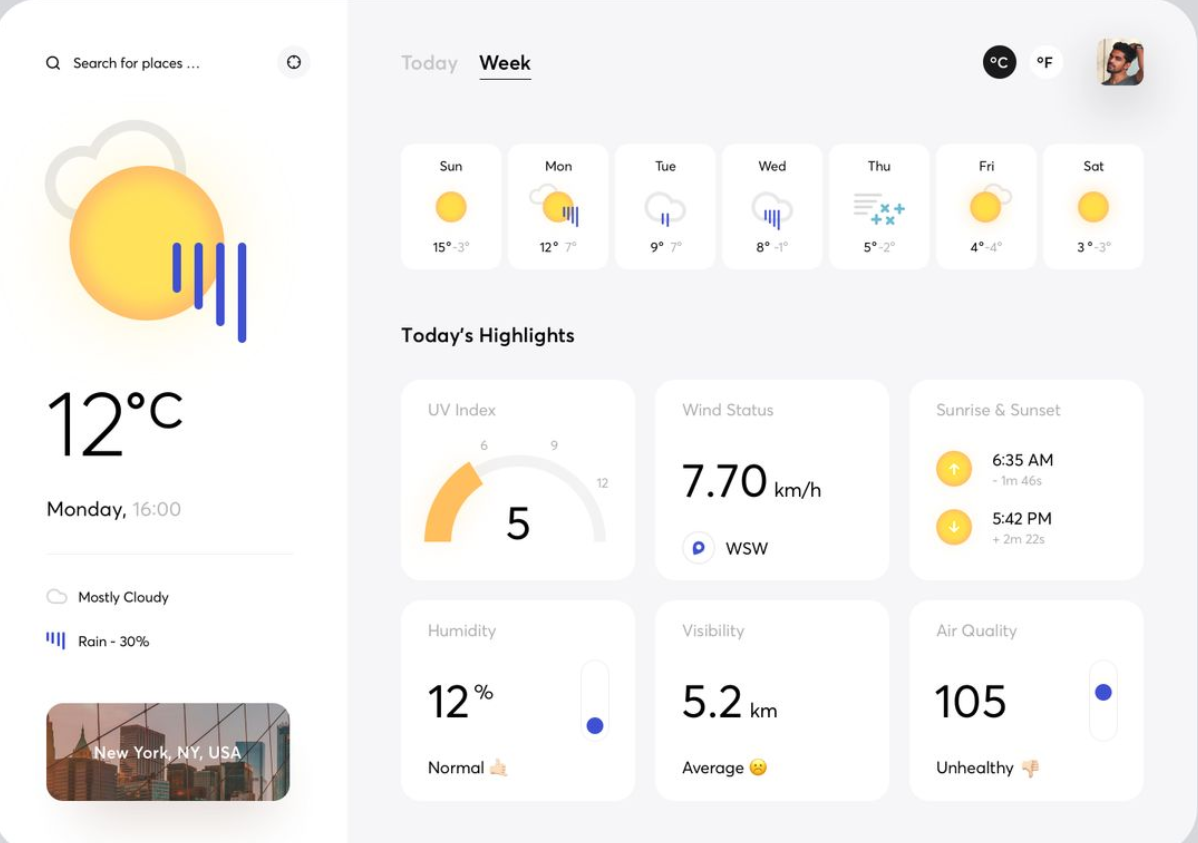 Search for places ...
12°C
Monday, 16:00
Mostly Cloudy
Rain - 30%
New York, NY, USA
Today Week
°C °F
Sun Mon Tue Wed Thu Fri Sat
15°-3° 12° 7° 9° 7° 8° -1° 5°-2° 4°-4° 3°-3°
Today's Highlights
UV Index
6 9
12
5
Wind Status
7.70 km/h
WSW
Sunrise & Sunset
6:35 AM
- 1m 46s
5:42 PM
+ 2m 22s
Humidity
12%
Normal 🤙🏻
Visibility
5.2 km
Average ☹️
Air Quality
105
Unhealthy 👎🏻